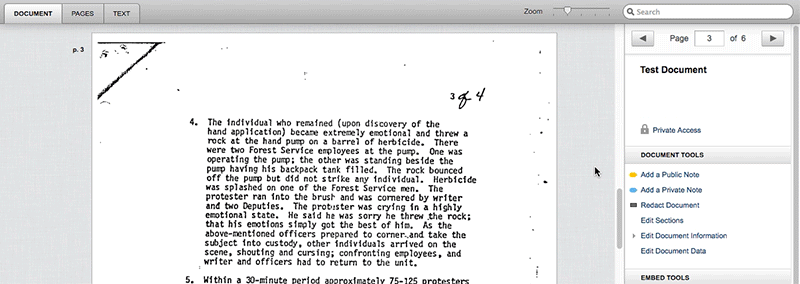 DOCUMENT PAGES TEXT Zoom Search
p. 3
Page 3 of 6
Test Document
Private Access
DOCUMENT TOOLS
Add a Public Note
Add a Private Note
Redact Document
Edit Sections
Edit Document Information
Edit Document Data
EMBED TOOLS
3 of 4
4. The individual who remained (upon discovery of the
hand application) became extremely emotional and threw a
rock at the hand pump on a barrel of herbicide. There
were two Forest Service employees at the pump. One was
operating the pump; the other was standing beside the
pump having his backpack tank filled. The rock bounced
off the pump but did not strike any individual. Herbicide
was splashed on one of the Forest Service men. The
protester ran into the brush and was cornered by writer
and two Deputies. The protester was crying in a highly
emotional state. He said he was sorry he threw the rock;
that his emotions simply got the best of him. As the
above-mentioned officers prepared to corner and take the
subject into custody, other individuals arrived on the
scene, shouting and cursing; confronting employees, and
writer and officers had to return to the unit.
5. Within a 30-minute period approximately 75-125 protesters